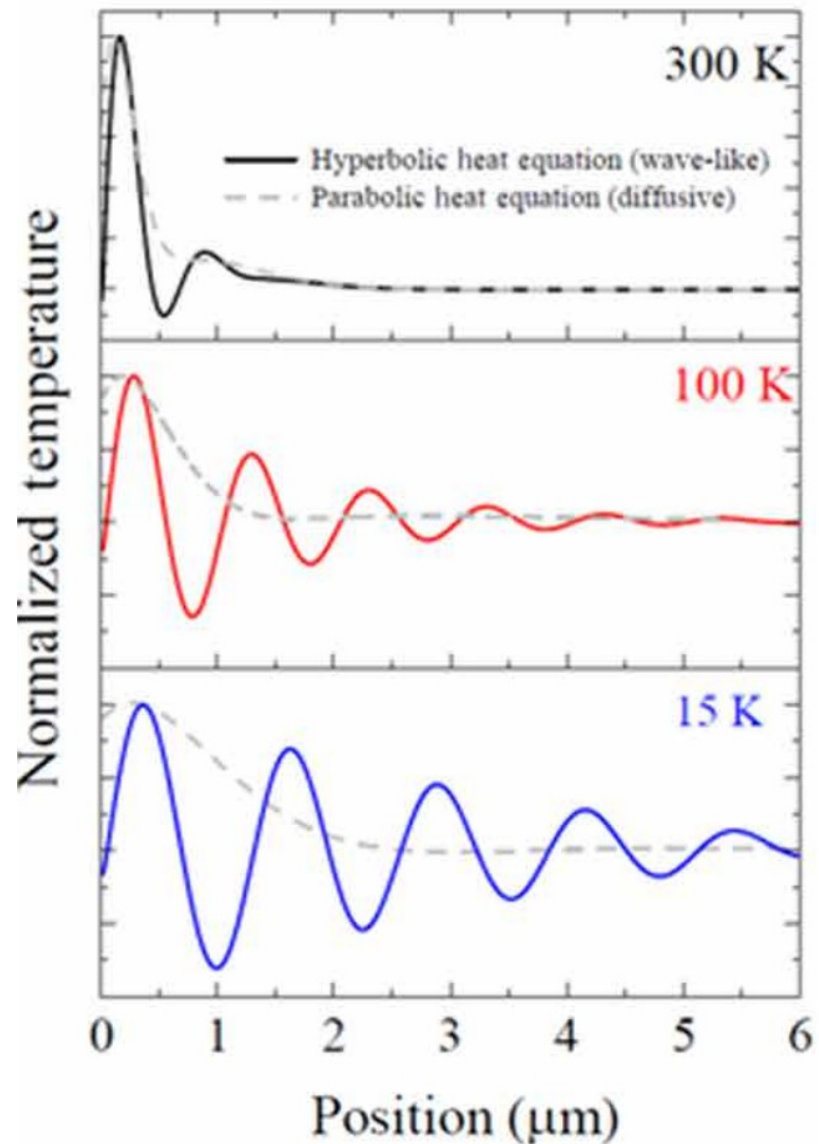 300 K
Hyperbolic heat equation (wave-like)
Parabolic heat equation (diffusive)
100 K
15 K
Normalized temperature
0 1 2 3 4 5 6
Position (μm)